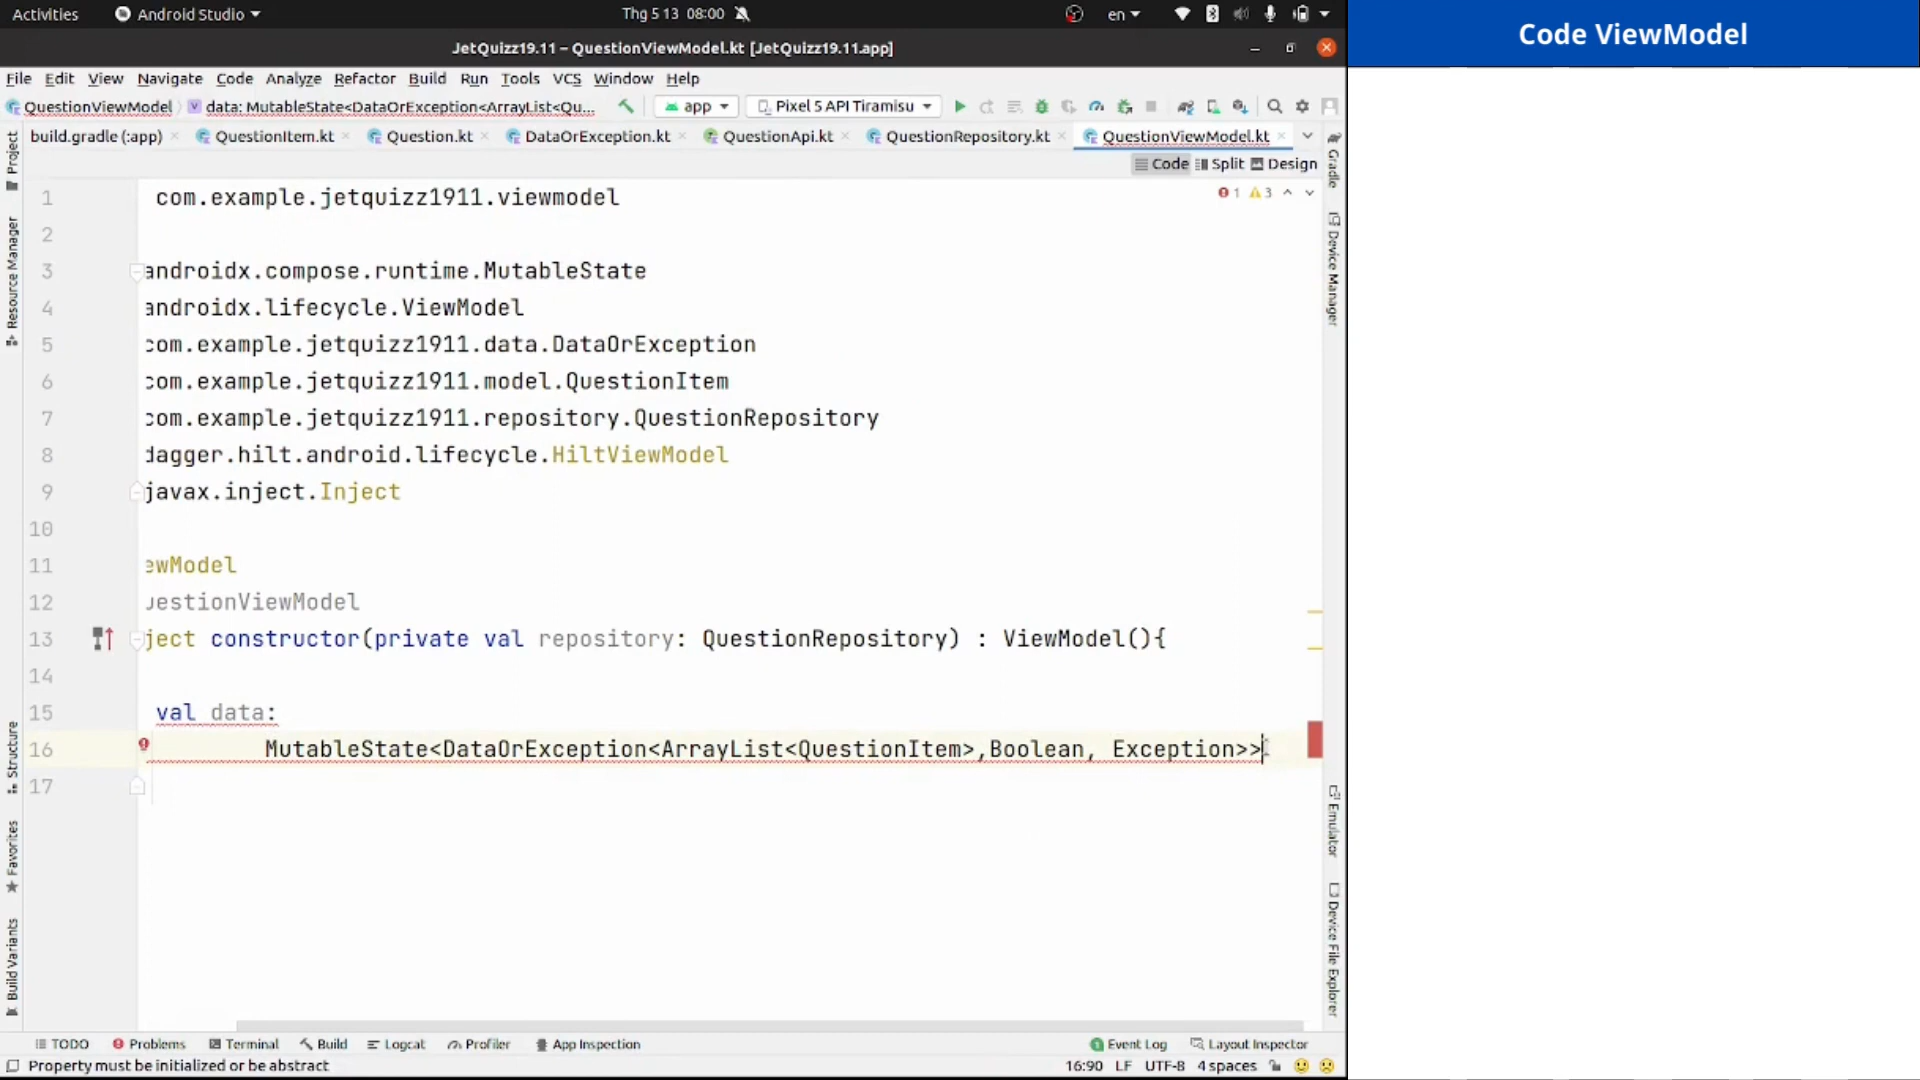 Activities Android Studio Thg 5 13 08:00 en
Code ViewModel
JetQuizz19.11 – QuestionViewModel.kt [JetQuizz19.11.app]
File Edit View Navigate Code Analyze Refactor Build Run Tools VCS Window Help
QuestionViewModel data: MutableState<DataOrException<ArrayList<Qu... app Pixel 5 API Tiramisu
build.gradle (:app) QuestionItem.kt Question.kt DataOrException.kt QuestionApi.kt QuestionRepository.kt QuestionViewModel.kt
Code Split Design
1 com.example.jetquizz1911.viewmodel 1 3
2
3 androidx.compose.runtime.MutableState
4 androidx.lifecycle.ViewModel
5 com.example.jetquizz1911.data.DataOrException
6 com.example.jetquizz1911.model.QuestionItem
7 com.example.jetquizz1911.repository.QuestionRepository
8 dagger.hilt.android.lifecycle.HiltViewModel
9 javax.inject.Inject
10
11 ewModel
12 uestionViewModel
13 ject constructor(private val repository: QuestionRepository) : ViewModel(){
14
15 val data:
16 MutableState<DataOrException<ArrayList<QuestionItem>,Boolean, Exception>>
17
Project
Resource Manager
Structure
Favorites
Build Variants
Gradle
Device Manager
Emulator
Device File Explorer
TODO Problems Terminal Build Logcat Profiler App Inspection Event Log Layout Inspector
Property must be initialized or be abstract 16:90 LF UTF-8 4 spaces